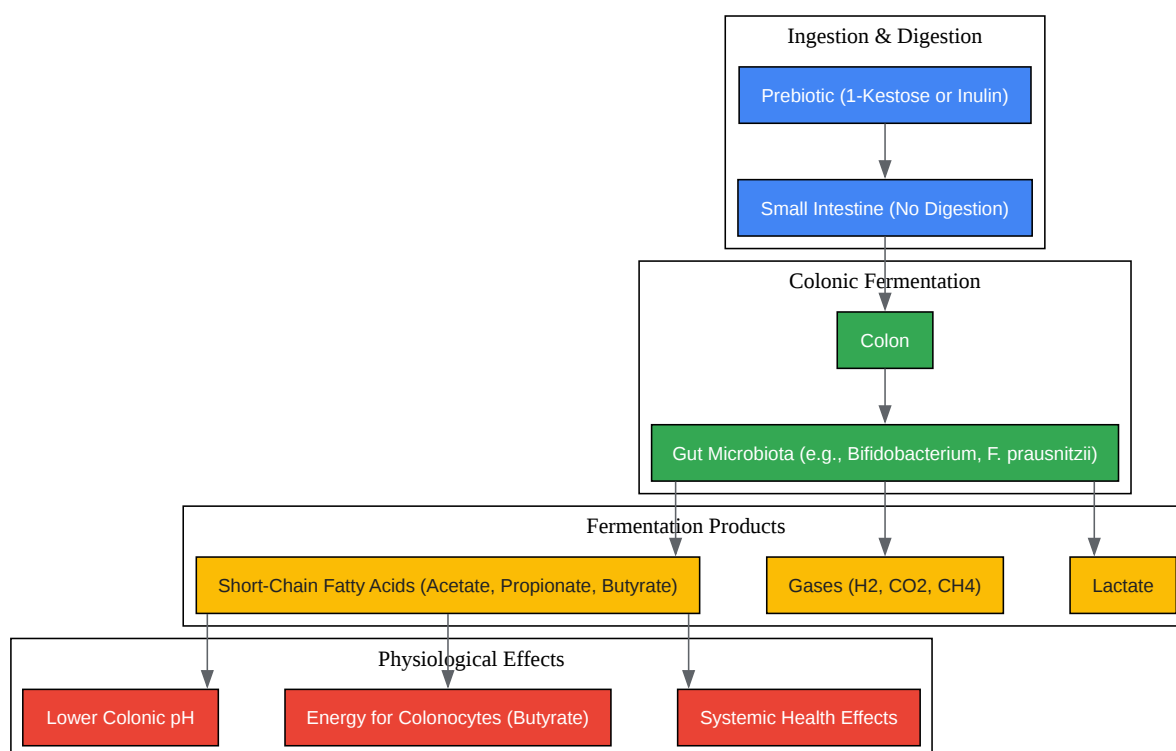 Ingestion & Digestion
Prebiotic (1-Kestose or Inulin)
Small Intestine (No Digestion)
Colonic Fermentation
Colon
Gut Microbiota (e.g., Bifidobacterium, F. prausnitzii)
Fermentation Products
Short-Chain Fatty Acids (Acetate, Propionate, Butyrate)
Gases (H2, CO2, CH4)
Lactate
Physiological Effects
Lower Colonic pH
Energy for Colonocytes (Butyrate)
Systemic Health Effects